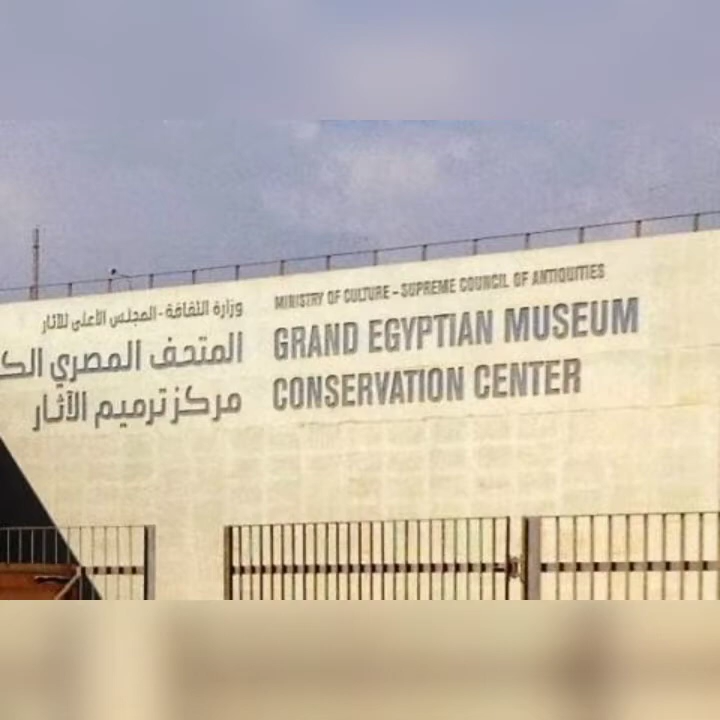 وزارة الثقافة - المجلس الأعلى للآثار
المتحف المصري الك
مركز ترميم الآثار
MINISTRY OF CULTURE - SUPREME COUNCIL OF ANTIQUITIES
GRAND EGYPTIAN MUSEUM
CONSERVATION CENTER